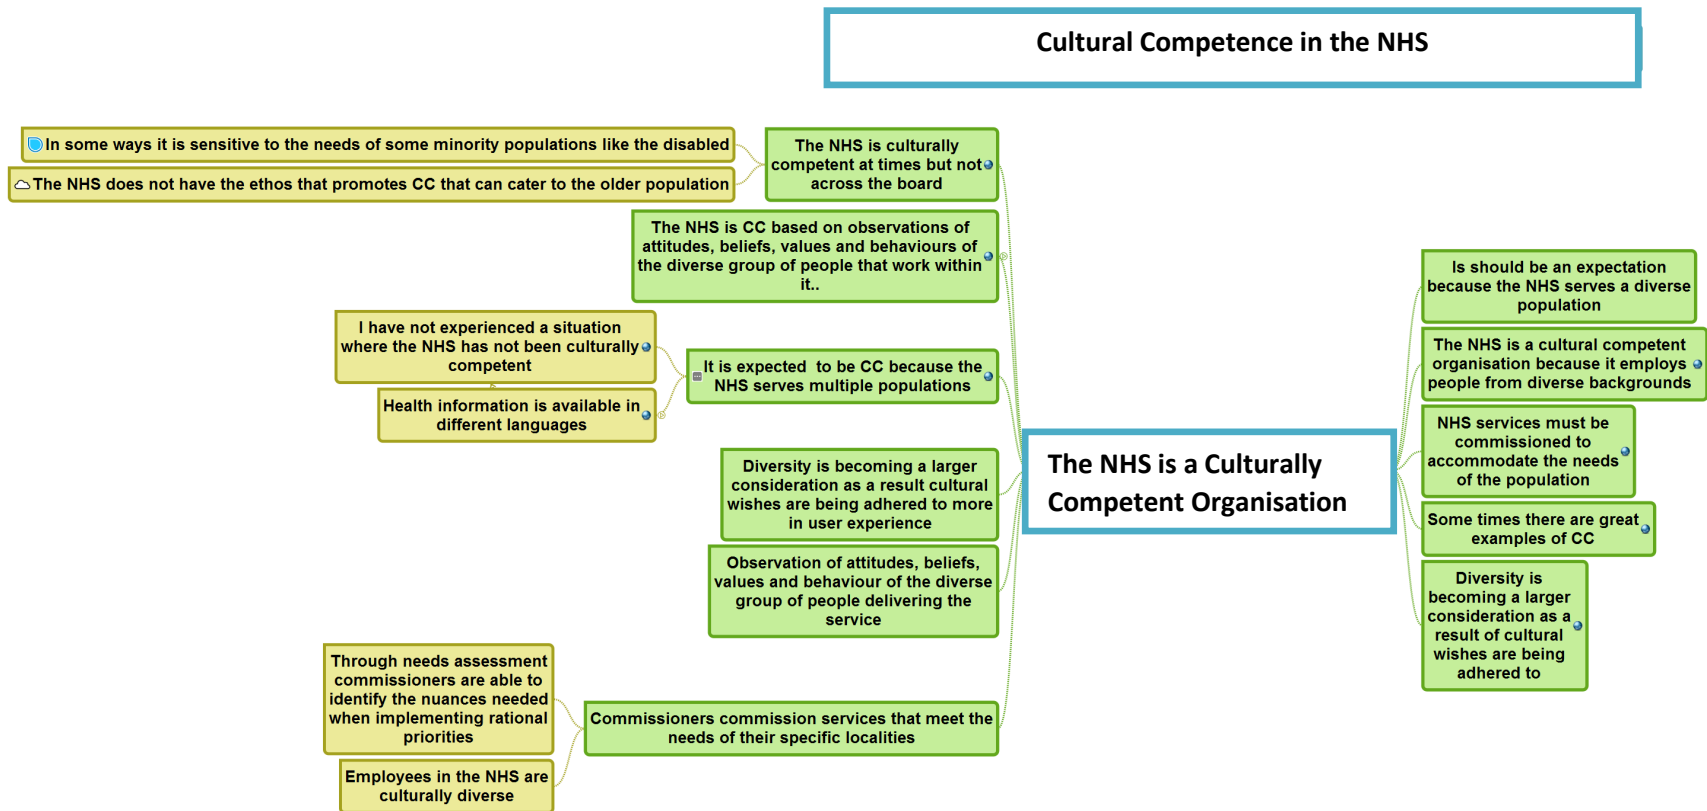 Cultural Competence in the NHS
In some ways it is sensitive to the needs of some minority populations like the disabled
The NHS does not have the ethos that promotes CC that can cater to the older population
The NHS is culturally
competent at times but not
across the board
The NHS is CC based on observations of
attitudes, beliefs, values and behaviours of
the diverse group of people that work within
it..
I have not experienced a situation
where the NHS has not been culturally
competent
Health information is available in
different languages
It is expected  to be CC because the
NHS serves multiple populations
Diversity is becoming a larger
consideration as a result cultural
wishes are being adhered to more
in user experience
Observation of attitudes, beliefs,
values and behaviour of the diverse
group of people delivering the
service
Through needs assessment
commissioners are able to
identify the nuances needed
when implementing rational
priorities
Employees in the NHS are
culturally diverse
Commissioners commission services that meet the
needs of their specific localities
The NHS is a Culturally
Competent Organisation
Is should be an expectation
because the NHS serves a diverse
population
The NHS is a cultural competent
organisation because it employs
people from diverse backgrounds
NHS services must be
commissioned to
accommodate the needs
of the population
Some times there are great
examples of CC
Diversity is
becoming a larger
consideration as a
result of cultural
wishes are being
adhered to